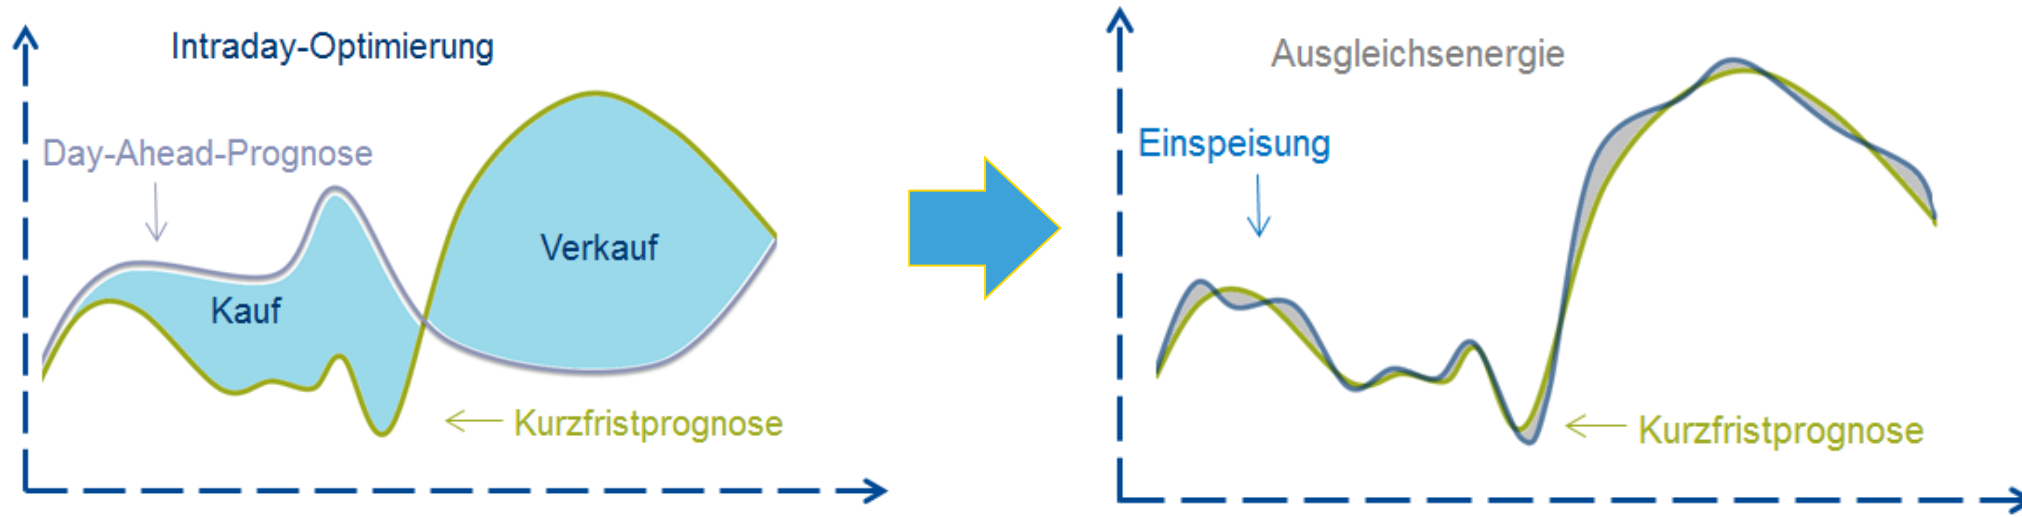 Intraday-Optimierung
Day-Ahead-Prognose
Kauf
Verkauf
Kurzfristprognose
Ausgleichsenergie
Einspeisung
Kurzfristprognose